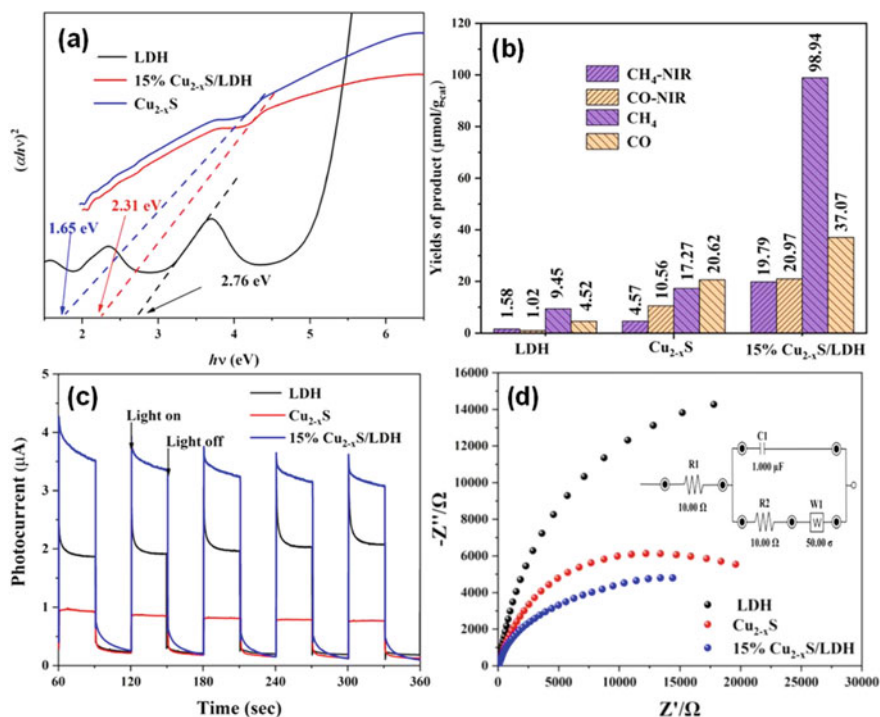 (a)
LDH
15% Cu2-xS/LDH
Cu2-xS
(αhν)²
2.31 eV
1.65 eV
2.76 eV
2 3 4 5 6
hν (eV)
(b)
CH4-NIR
CO-NIR
CH4
CO
Yields of product (μmol/gcat)
120
100
80
60
40
20
0
1.58 1.02 9.45 4.52 4.57 10.56 17.27 20.62 19.79 20.97 98.94 37.07
LDH Cu2-xS 15% Cu2-xS/LDH
(c)
LDH
Cu2-xS
15% Cu2-xS/LDH
Light on
Light off
Photocurrent (μA)
5
4
3
2
1
0
60 120 180 240 300 360
Time (sec)
(d)
-Z''/Ω
16000
14000
12000
10000
8000
6000
4000
2000
0
C1
1.000 μF
R1
10.00 Ω
R2
10.00 Ω
W1
W
50.00 σ
LDH
Cu2-xS
15% Cu2-xS/LDH
0 5000 10000 15000 20000 25000 30000
Z'/Ω